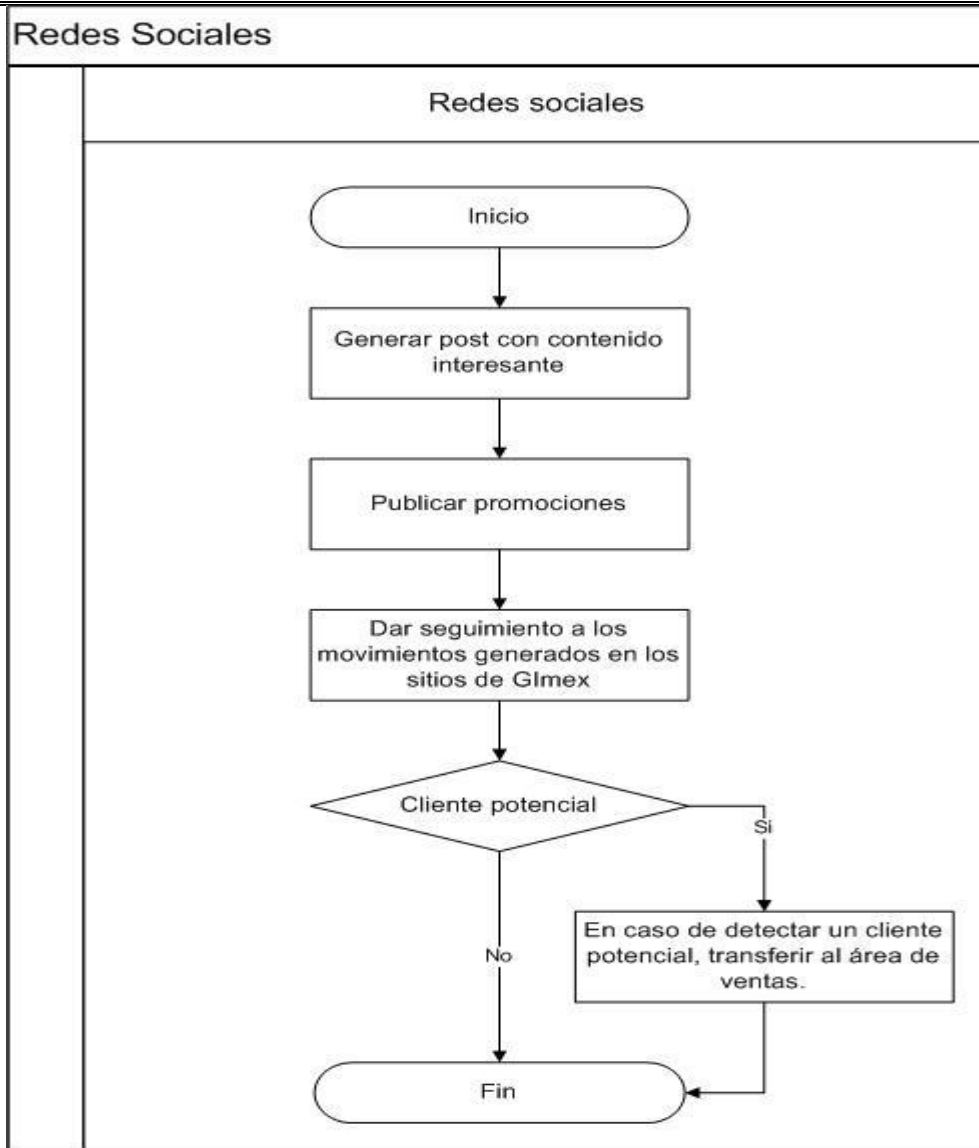 Redes Sociales
Redes sociales
Inicio
Generar post con contenido
interesante
Publicar promociones
Dar seguimiento a los
movimientos generados en los
sitios de GImex
Cliente potencial
Si
En caso de detectar un cliente
potencial, transferir al área de
ventas.
No
Fin